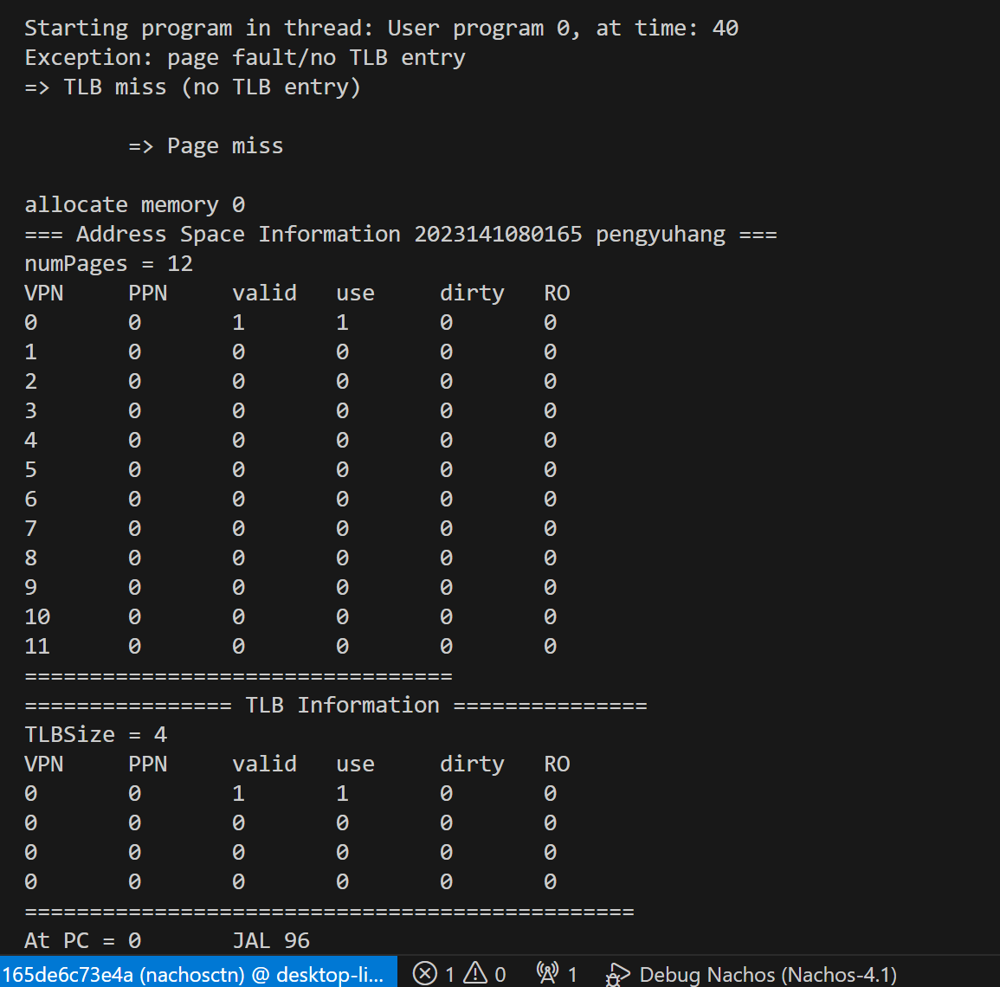 Starting program in thread: User program 0, at time: 40
Exception: page fault/no TLB entry
=> TLB miss (no TLB entry)
=> Page miss
allocate memory 0
=== Address Space Information 2023141080165 pengyuhang ===
numPages = 12
VPN PPN valid use dirty RO
0 0 1 1 0 0
1 0 0 0 0 0
2 0 0 0 0 0
3 0 0 0 0 0
4 0 0 0 0 0
5 0 0 0 0 0
6 0 0 0 0 0
7 0 0 0 0 0
8 0 0 0 0 0
9 0 0 0 0 0
10 0 0 0 0 0
11 0 0 0 0 0
=================================
================ TLB Information ===============
TLBSize = 4
VPN PPN valid use dirty RO
0 0 1 1 0 0
0 0 0 0 0 0
0 0 0 0 0 0
0 0 0 0 0 0
===============================================
At PC = 0 JAL 96
165de6c73e4a (nachosctn) @ desktop-li... 1 0 1 Debug Nachos (Nachos-4.1)